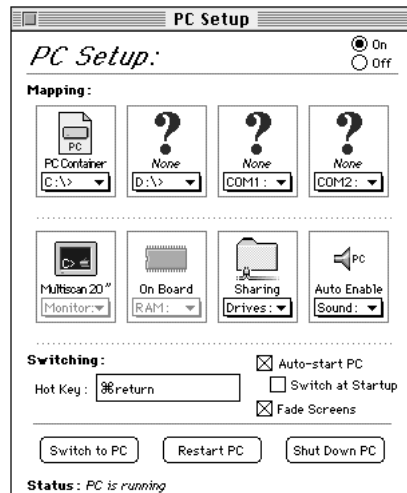 PC Setup
PC Setup:
On
Off
Mapping:
PC
PC Container
None
None
None
C:\>
D:\>
COM1:
COM2:
C>
PC
Multiscan 20"
On Board
Sharing
Auto Enable
Monitor:
RAM:
Drives:
Sound:
Switching:
Auto-start PC
Hot Key: ⌘return
Switch at Startup
Fade Screens
Switch to PC
Restart PC
Shut Down PC
Status: PC is running